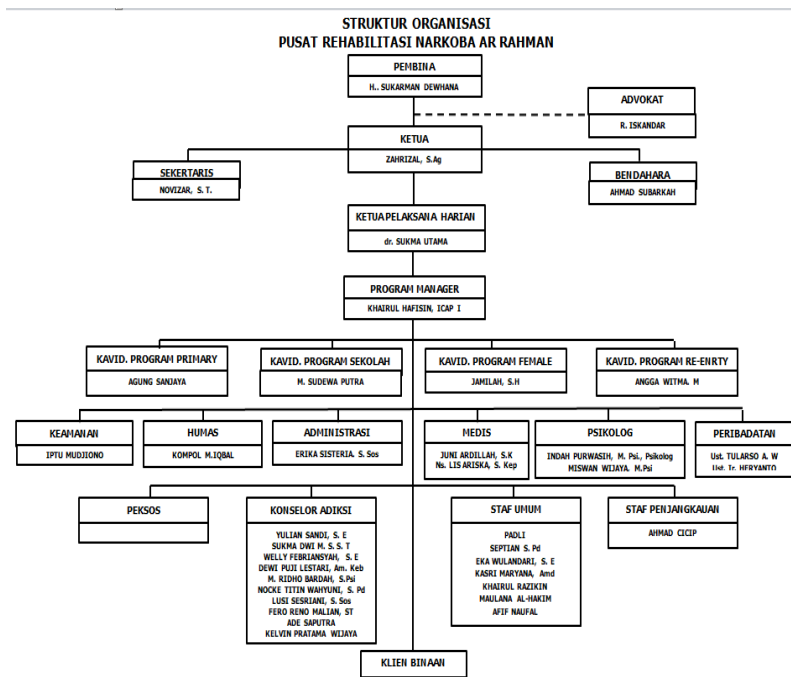 STRUKTUR ORGANISASI
PUSAT REHABILITASI NARKOBA AR RAHMAN
PEMBINA
H.. SUKARMAN DEWHANA
ADVOKAT
R. ISKANDAR
KETUA
ZAHRIZAL, S.Ag
SEKERTARIS
NOVIZAR, S. T.
BENDAHARA
AHMAD SUBARKAH
KETUA PELAKSANA HARIAN
dr. SUKMA UTAMA
PROGRAM MANAGER
KHAIRUL HAFISIN, ICAP I
KAVID. PROGRAM PRIMARY
AGUNG SANJAYA
KAVID. PROGRAM SEKOLAH
M. SUDEWA PUTRA
KAVID. PROGRAM FEMALE
JAMILAH, S.H
KAVID. PROGRAM RE-ENRTY
ANGGA WITMA. M
KEAMANAN
IPTU MUDJIONO
HUMAS
KOMPOL M.IQBAL
ADMINISTRASI
ERIKA SISTERIA. S. Sos
MEDIS
JUNI ARDILLAH, S.K
Ns. LIS ARISKA, S. Kep
PSIKOLOG
INDAH PURWASIH, M. Psi., Psikolog
MISWAN WIJAYA. M.Psi
PERIBADATAN
Ust. TULARSO A. W
Ust. Ir. HERYANTO
PEKSOS
KONSELOR ADIKSI
YULIAN SANDI, S. E
SUKMA DWI M. S. S. T
WELLY FEBRIANSYAH, S. E
DEWI PUJI LESTARI, Am. Keb
M. RIDHO BARDAH, S.Psi
NOCKE TITIN WAHYUNI, S. Pd
LUSI SESRIANI, S. Sos
FERO RENO MALIAN, ST
ADE SAPUTRA
KELVIN PRATAMA WIJAYA
STAF UMUM
PADLI
SEPTIAN S. Pd
EKA WULANDARI, S. E
KASRI MARYANA, Amd
KHAIRUL RAZIKIN
MAULANA AL-HAKIM
AFIF NAUFAL
STAF PENJANGKAUAN
AHMAD CICIP
KLIEN BINAAN